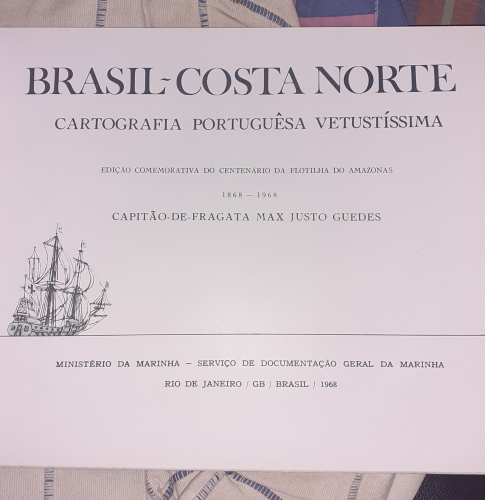 BRASIL-COSTA NORTE
CARTOGRAFIA PORTUGUÊSA VETUSTÍSSIMA
EDIÇÃO COMEMORATIVA DO CENTENÁRIO DA FLOTILHA DO AMAZONAS
1868 — 1968
CAPITÃO-DE-FRAGATA MAX JUSTO GUEDES
MINISTÉRIO DA MARINHA — SERVIÇO DE DOCUMENTAÇÃO GERAL DA MARINHA
RIO DE JANEIRO / GB / BRASIL / 1968